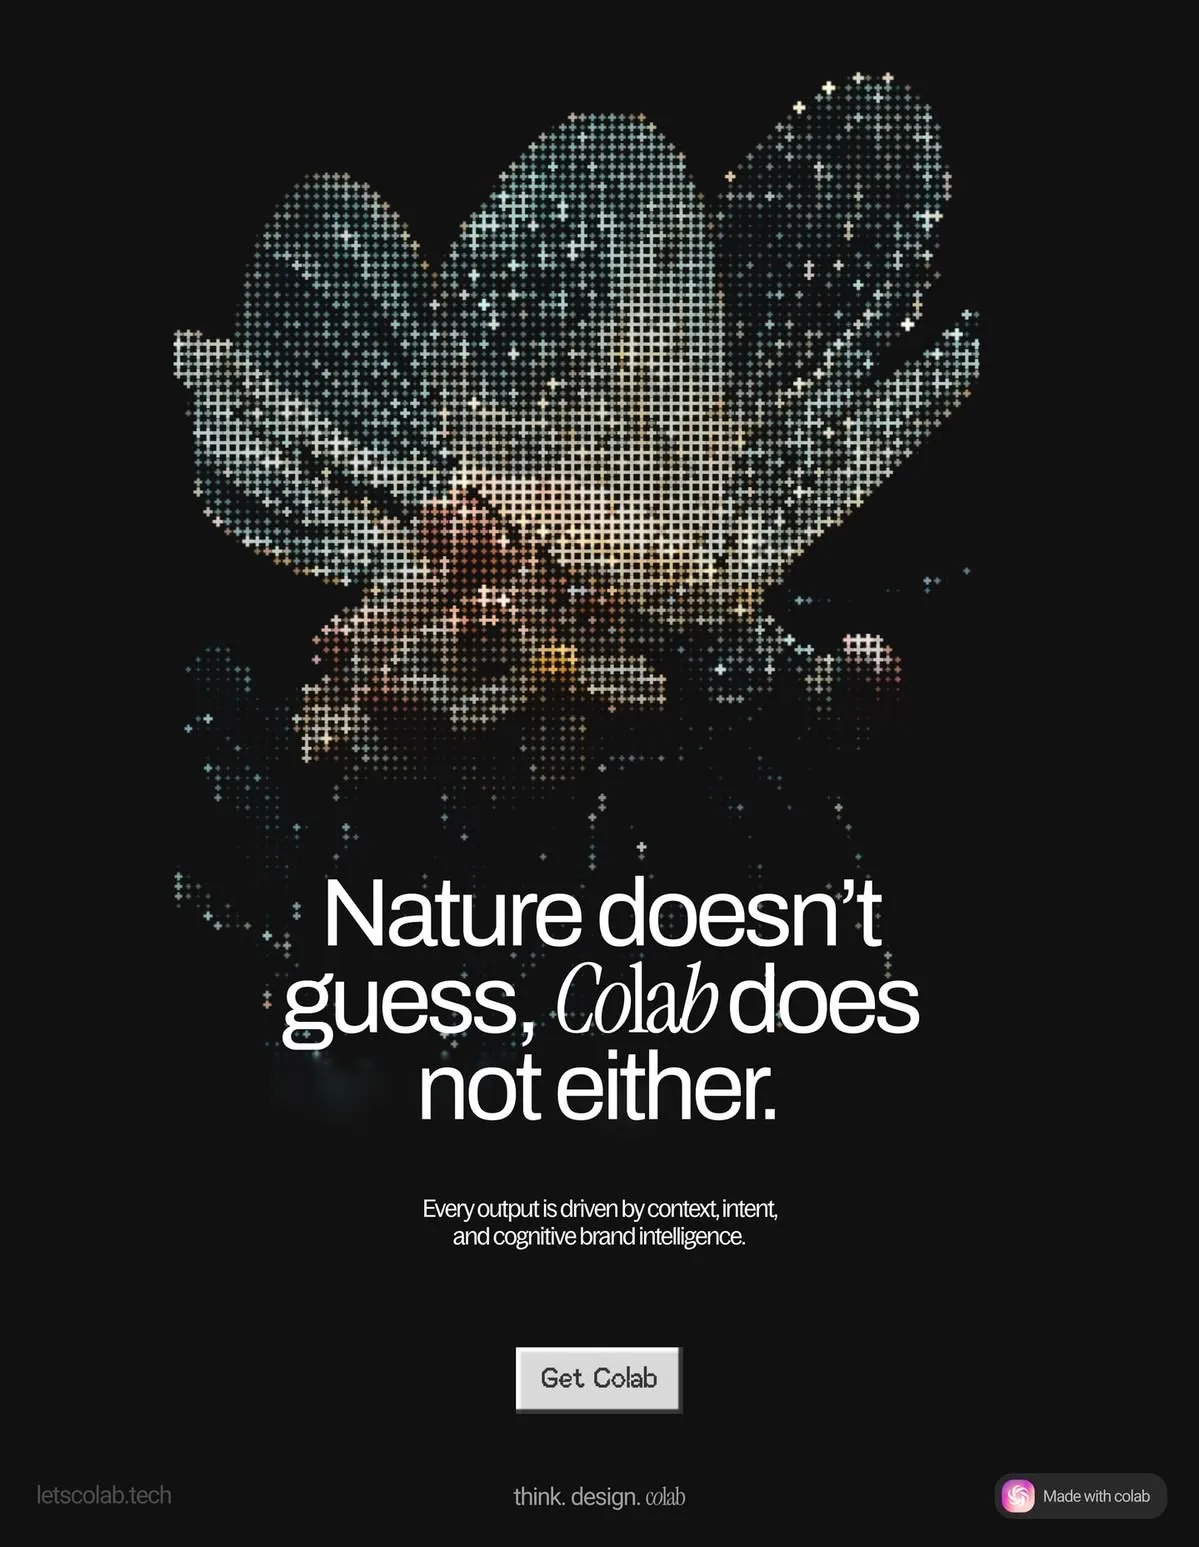 Nature doesn’t
guess, Colab does
not either.
Every output is driven by context, intent,
and cognitive brand intelligence.
Get Colab
letscolab.tech
think. design. colab
Made with colab